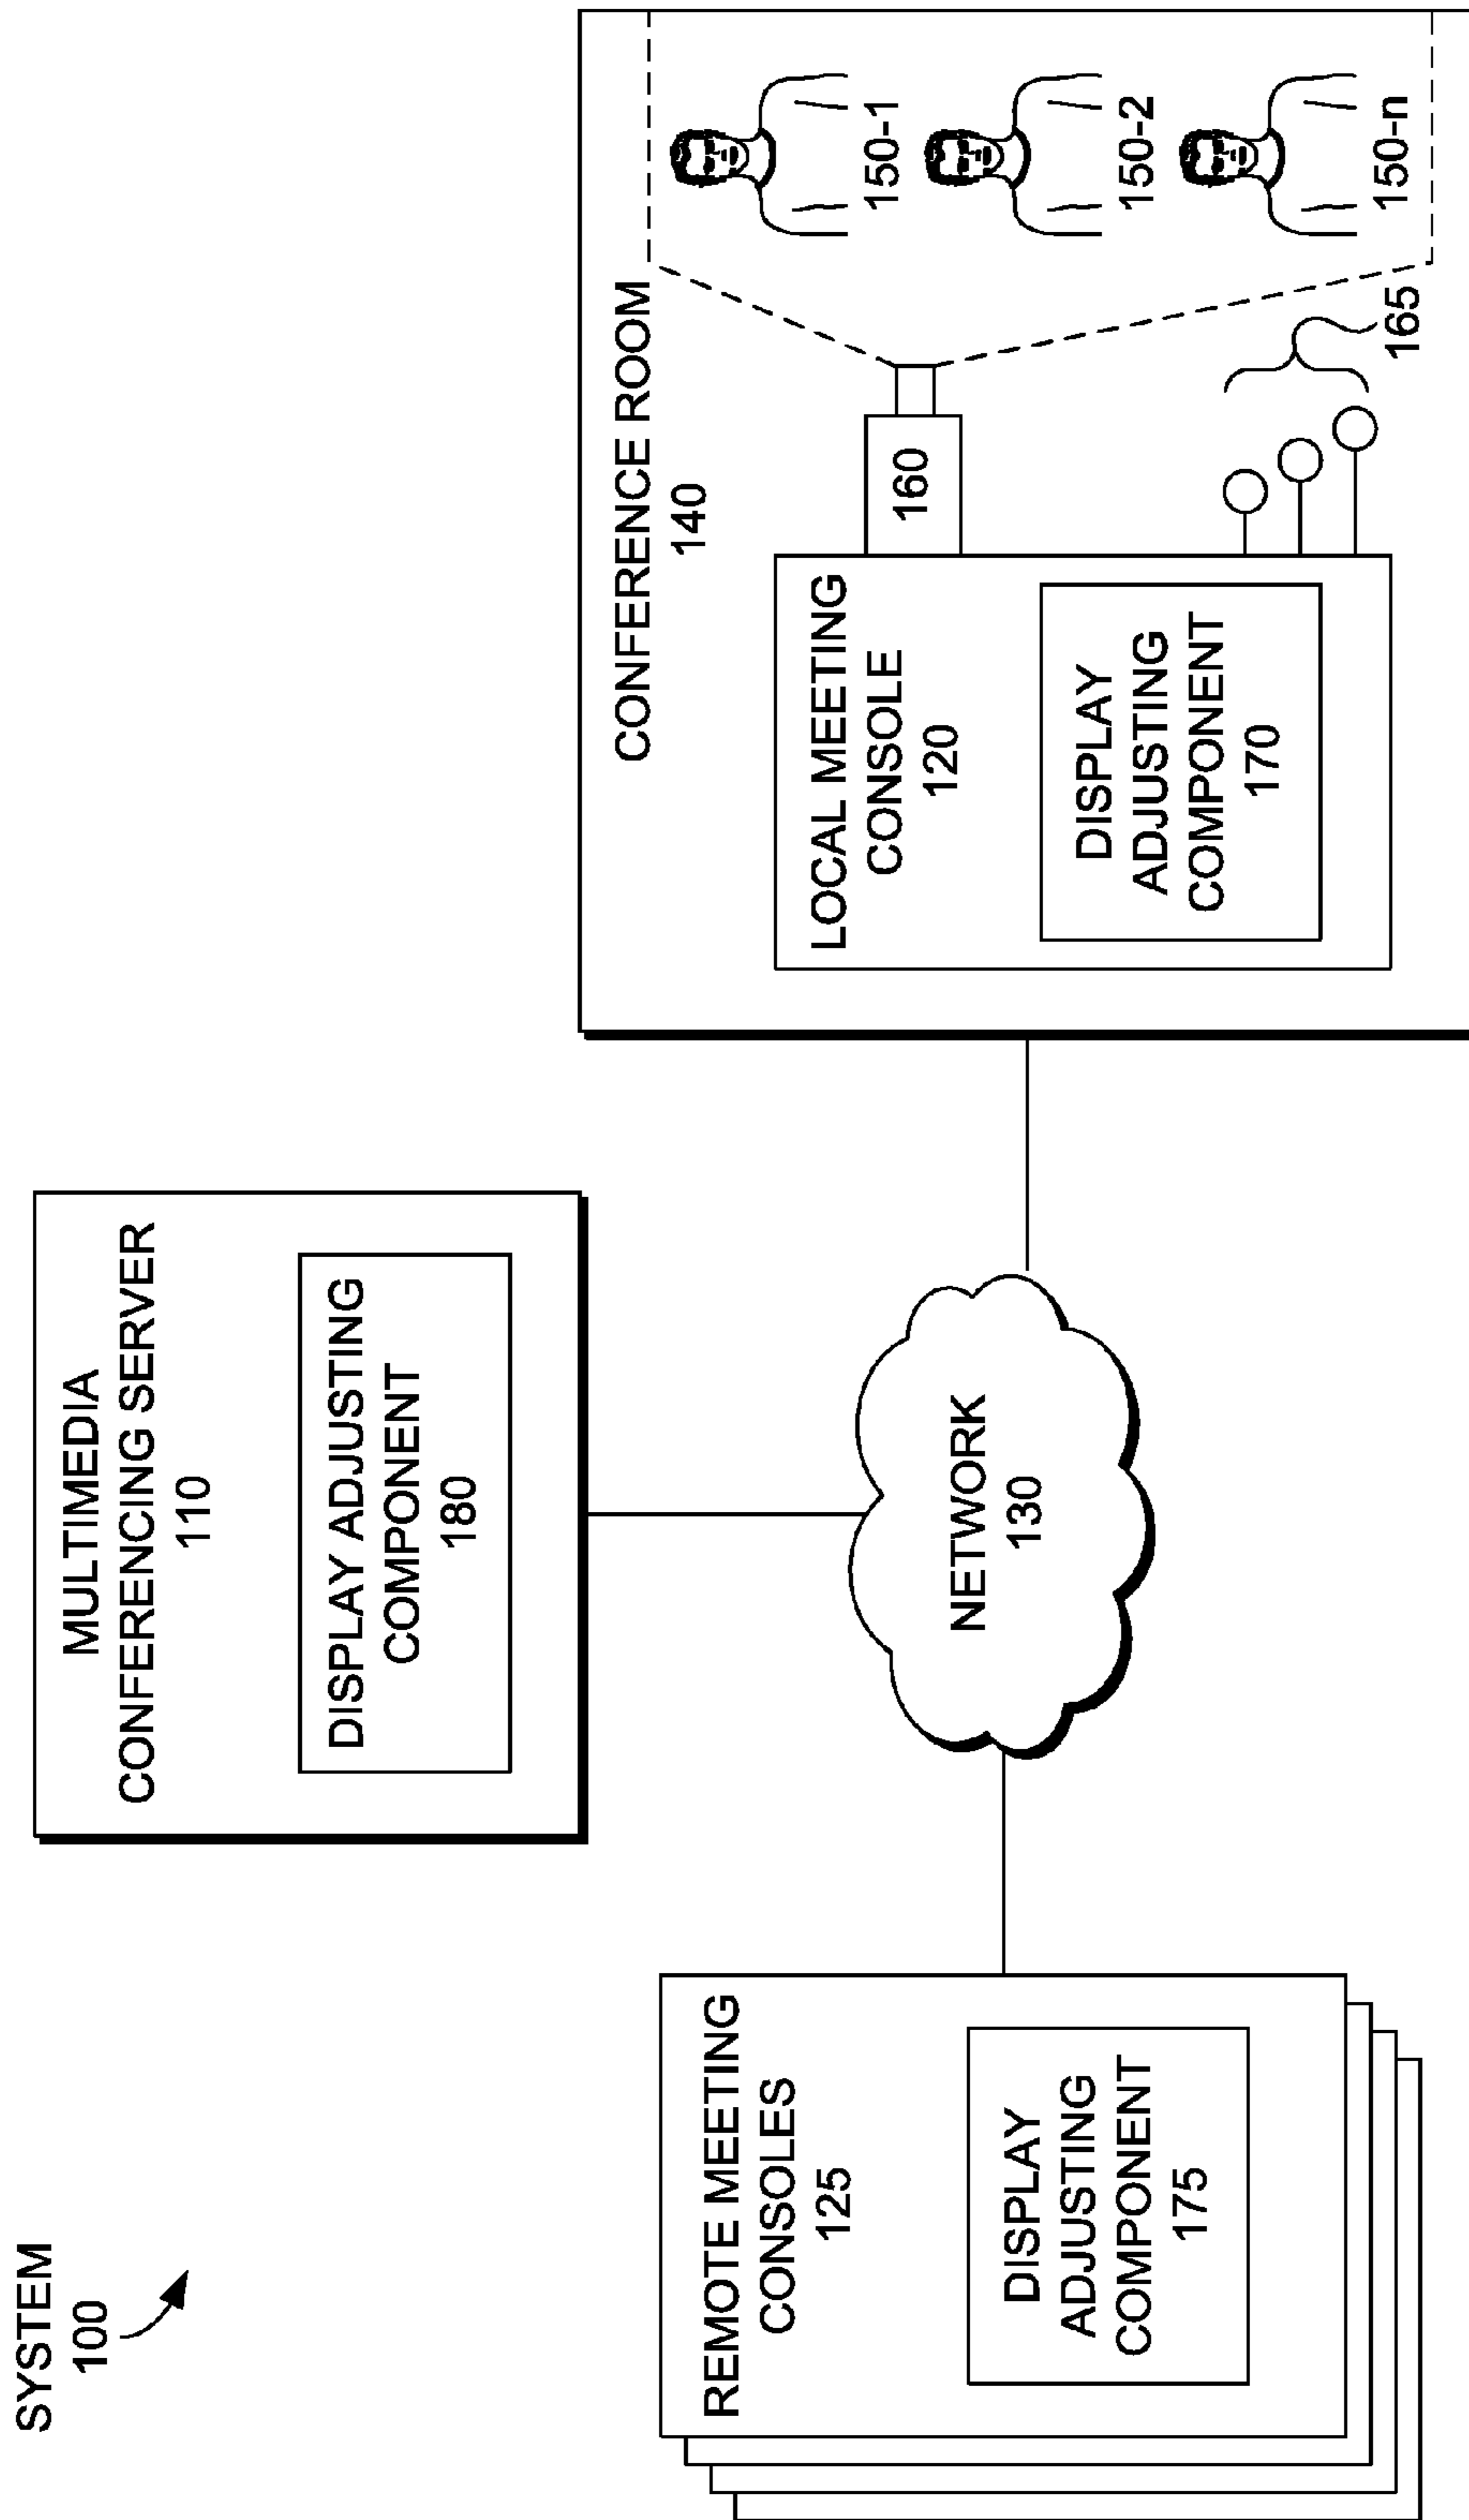 SYSTEM
100
MULTIMEDIA
CONFERENCING SERVER
110
DISPLAY ADJUSTING
COMPONENT
180
REMOTE MEETING
CONSOLES
125
DISPLAY
ADJUSTING
COMPONENT
175
NETWORK
130
CONFERENCE ROOM
140
LOCAL MEETING
CONSOLE
120
DISPLAY
ADJUSTING
COMPONENT
170
160
165
150-1
150-2
150-n